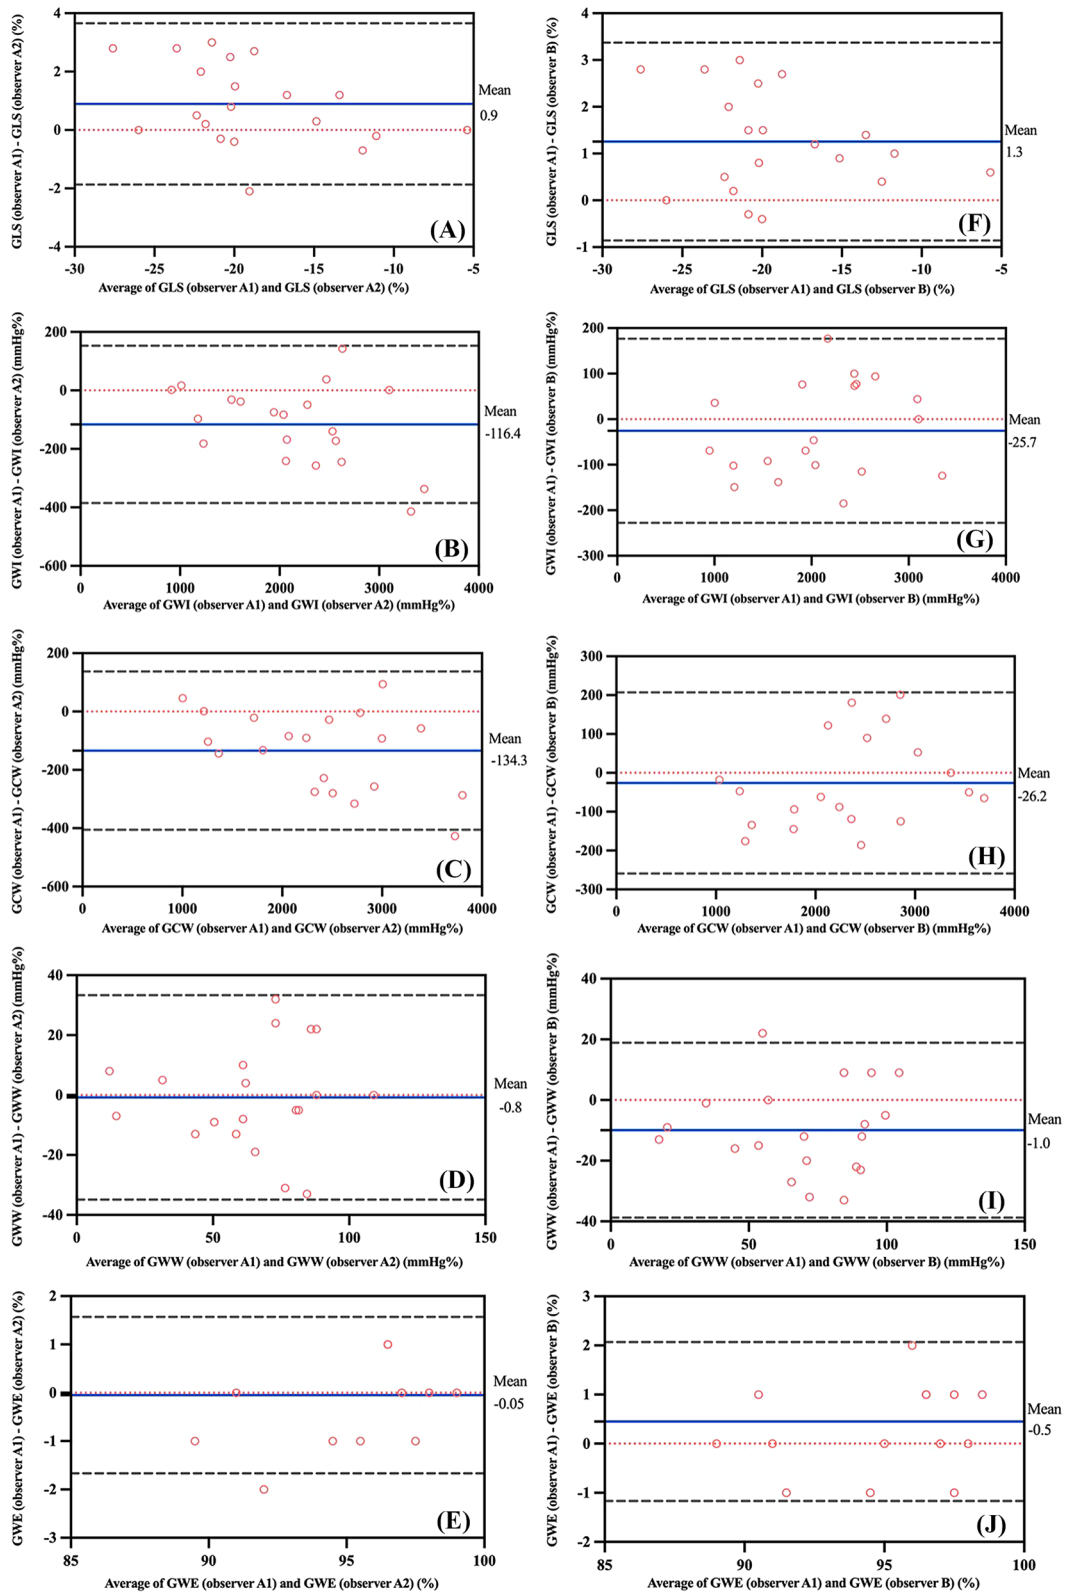 GLS (observer A1) - GLS (observer A2) (%)
4
2
0
-2
-4
Mean
0.9
(A)
-30
-25
-20
-15
-10
-5
Average of GLS (observer A1) and GLS (observer A2) (%)
GLS (observer A1) - GLS (observer B) (%)
4
3
2
1
0
-1
Mean
1.3
(F)
-30
-25
-20
-15
-10
-5
Average of GLS (observer A1) and GLS (observer B) (%)
GWI (observer A1) - GWI (observer A2) (mmHg%)
200
0
-200
-400
-600
Mean
-116.4
(B)
0
1000
2000
3000
4000
Average of GWI (observer A1) and GWI (observer A2) (mmHg%)
GWI (observer A1) - GWI (observer B) (mmHg%)
200
100
0
-100
-200
-300
Mean
-25.7
(G)
0
1000
2000
3000
4000
Average of GWI (observer A1) and GWI (observer B) (mmHg%)
GCW (observer A1) - GCW (observer A2) (mmHg%)
200
0
-200
-400
-600
Mean
-134.3
(C)
0
1000
2000
3000
4000
Average of GCW (observer A1) and GCW (observer A2) (mmHg%)
GCW (observer A1) - GCW (observer B) (mmHg%)
300
200
100
0
-100
-200
-300
Mean
-26.2
(H)
0
1000
2000
3000
4000
Average of GCW (observer A1) and GCW (observer B) (mmHg%)
GWW (observer A1) - GWW (observer A2) (mmHg%)
40
20
0
-20
-40
Mean
-0.8
(D)
0
50
100
150
Average of GWW (observer A1) and GWW (observer A2) (mmHg%)
GWW (observer A1) - GWW (observer B) (mmHg%)
40
20
0
-20
-40
Mean
-1.0
(I)
0
50
100
150
Average of GWW (observer A1) and GWW (observer B) (mmHg%)
GWE (observer A1) - GWE (observer A2) (%)
2
1
0
-1
-2
-3
Mean
-0.05
(E)
85
90
95
100
Average of GWE (observer A1) and GWE (observer A2) (%)
GWE (observer A1) - GWE (observer B) (%)
3
2
1
0
-1
-2
Mean
-0.5
(J)
85
90
95
100
Average of GWE (observer A1) and GWE (observer B) (%)